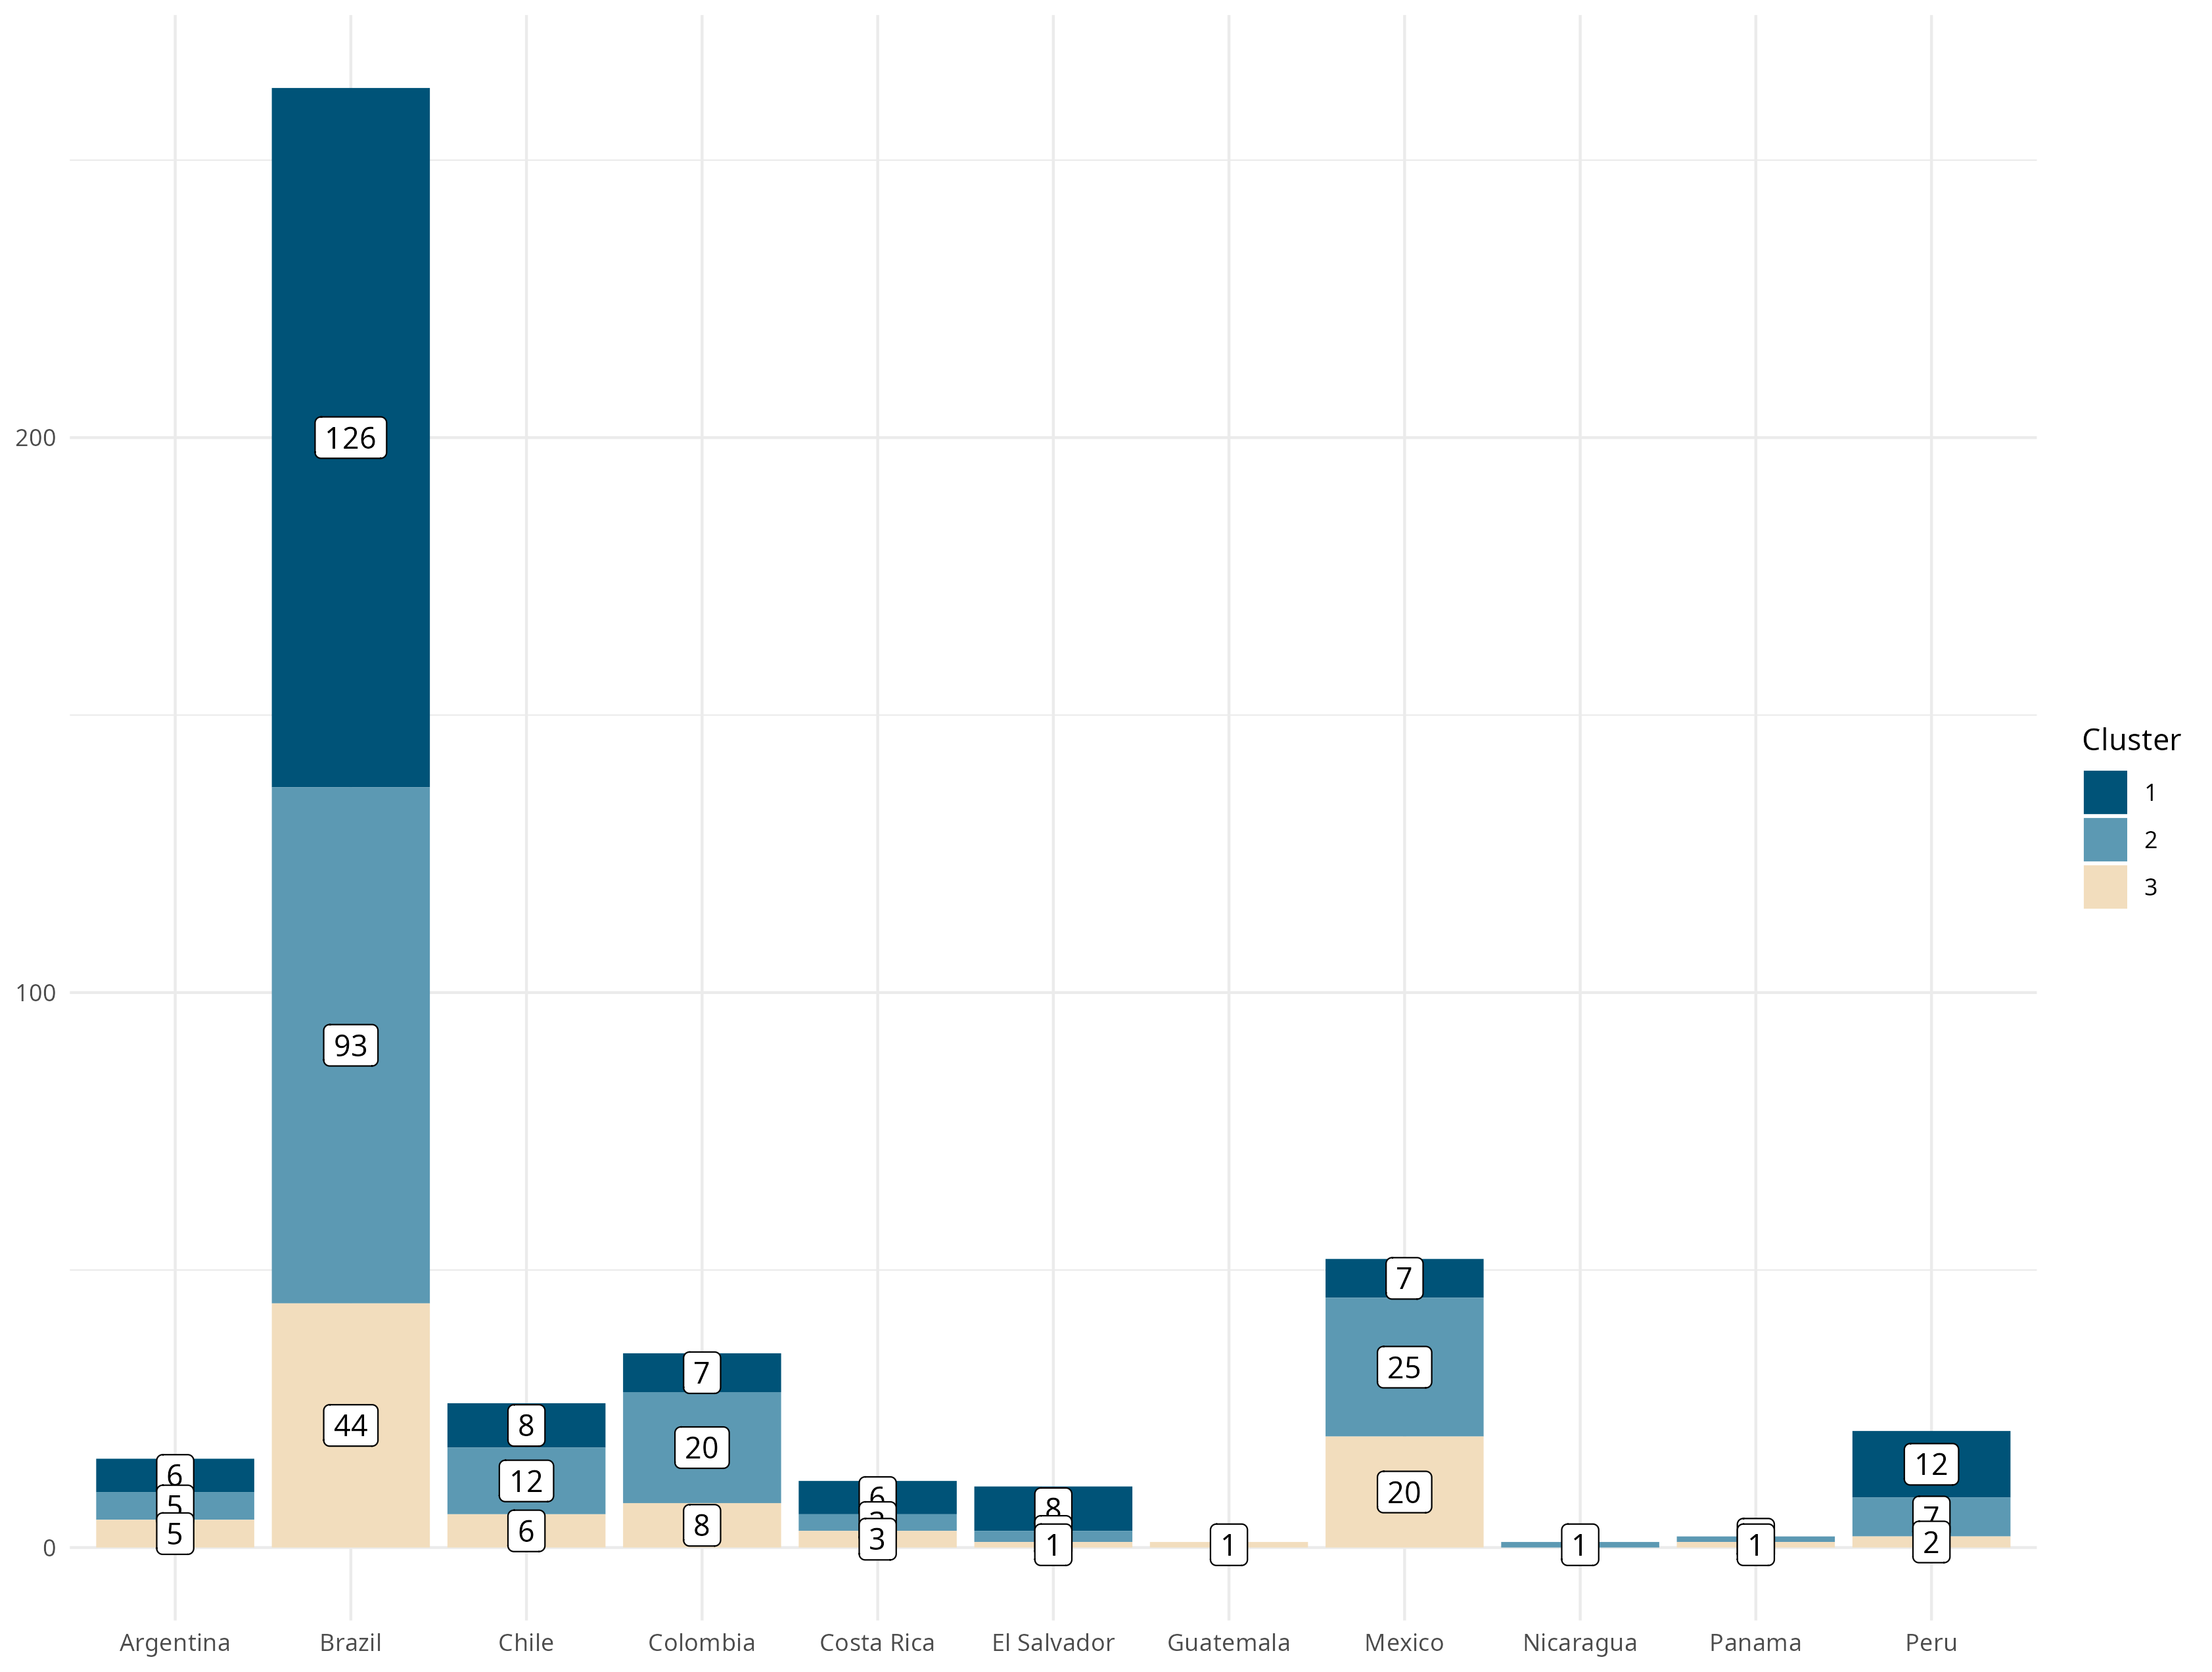 200
100
0
126
93
44
6
5
5
8
12
6
7
20
8
6
3
8
1
1
7
25
20
1
1
12
7
2
Argentina
Brazil
Chile
Colombia
Costa Rica
El Salvador
Guatemala
Mexico
Nicaragua
Panama
Peru
Cluster
1
2
3